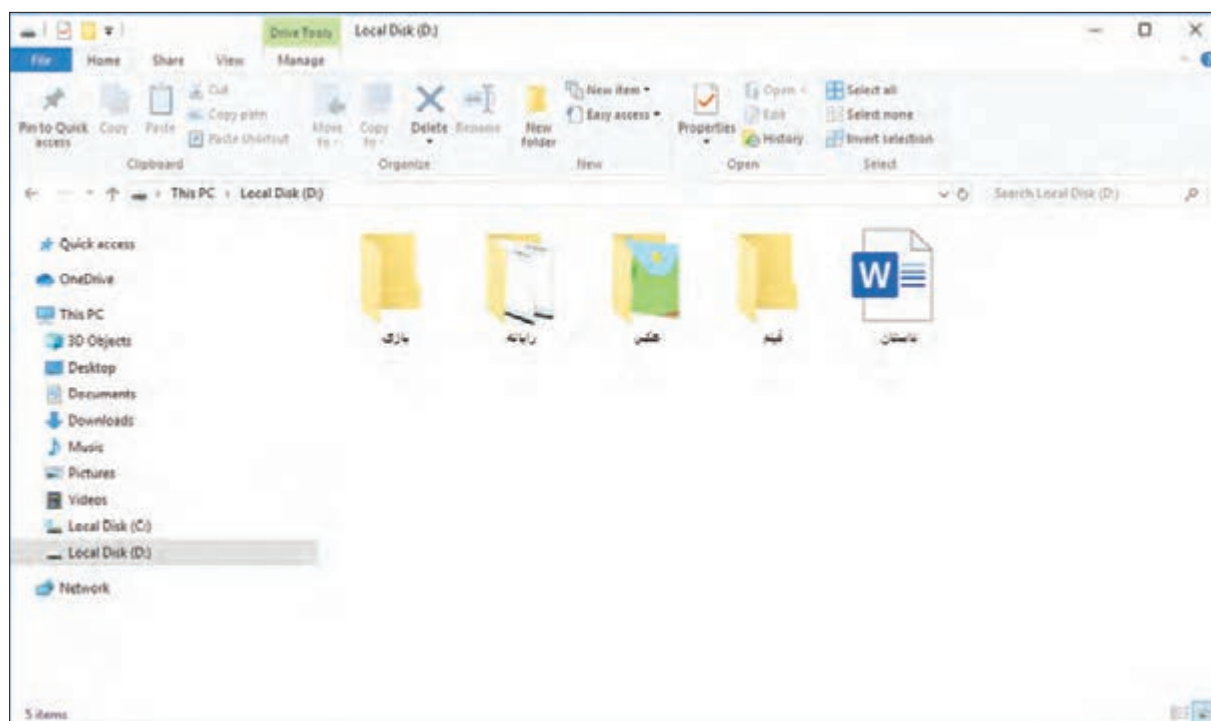 Drive Tools Local Disk (D:)
File Home Share View Manage
Pin to Quick access
Copy
Paste
Cut
Copy path
Paste shortcut
Clipboard
Move to
Copy to
Delete
Rename
Organize
New folder
New item
Easy access
New
Properties
Open
Edit
History
Open
Select all
Select none
Invert selection
Select
This PC › Local Disk (D:)
Search Local Disk (D:)
Quick access
OneDrive
This PC
3D Objects
Desktop
Documents
Downloads
Music
Pictures
Videos
Local Disk (C:)
Local Disk (D:)
Network
بازی
رایانه
عکس
فیلم
W
داستان
5 items